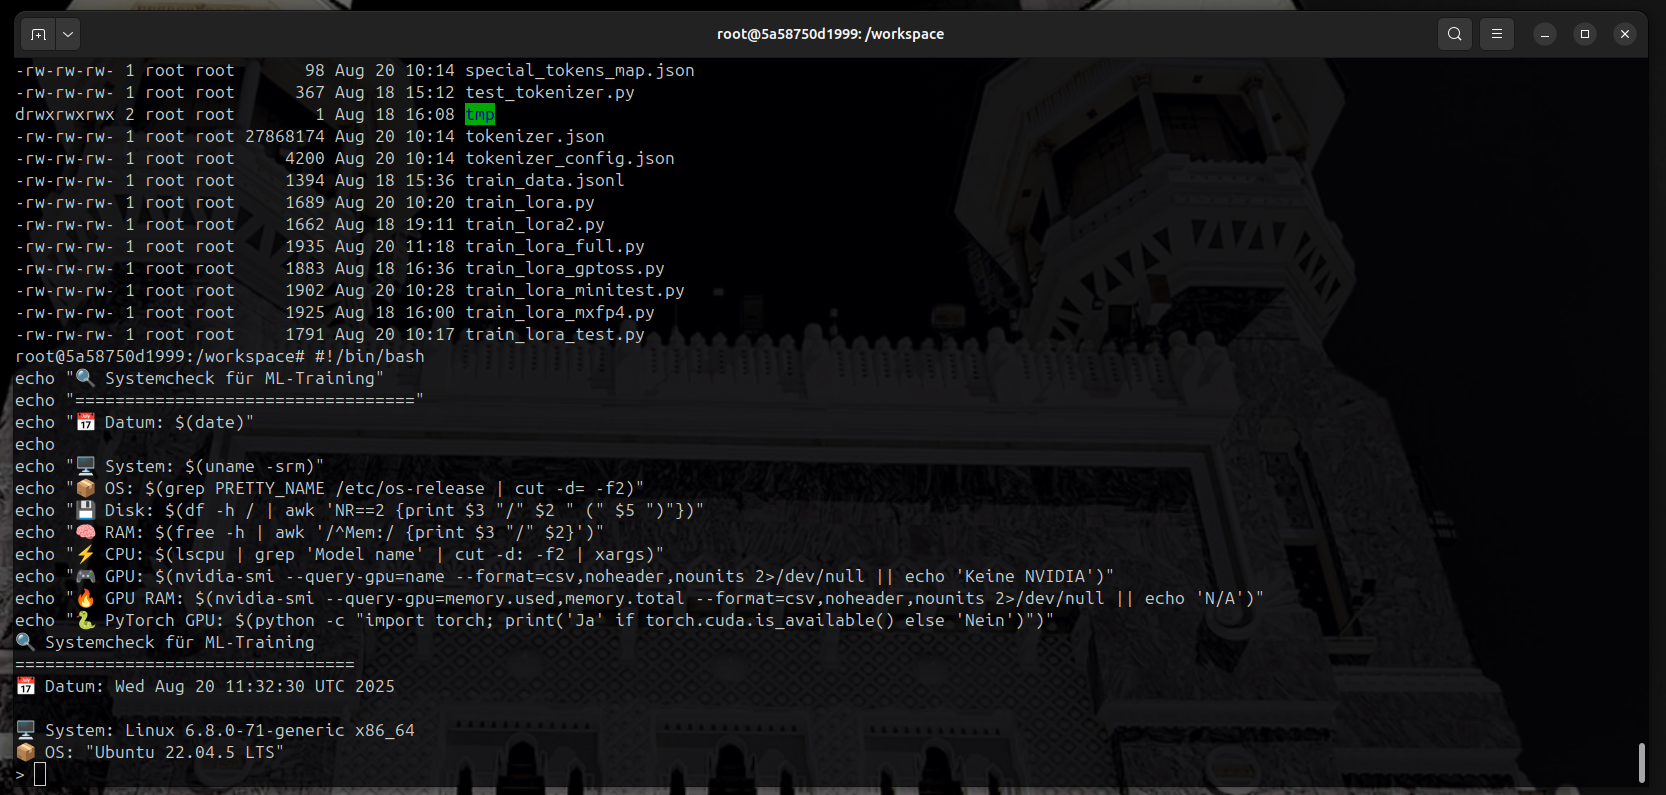 root@5a58750d1999: /workspace
-rw-rw-rw- 1 root root       98 Aug 20 10:14 special_tokens_map.json
-rw-rw-rw- 1 root root      367 Aug 18 15:12 test_tokenizer.py
drwxrwxrwx 2 root root        1 Aug 18 16:08 tmp
-rw-rw-rw- 1 root root 27868174 Aug 20 10:14 tokenizer.json
-rw-rw-rw- 1 root root     4200 Aug 20 10:14 tokenizer_config.json
-rw-rw-rw- 1 root root     1394 Aug 18 15:36 train_data.jsonl
-rw-rw-rw- 1 root root     1689 Aug 20 10:20 train_lora.py
-rw-rw-rw- 1 root root     1662 Aug 18 19:11 train_lora2.py
-rw-rw-rw- 1 root root     1935 Aug 20 11:18 train_lora_full.py
-rw-rw-rw- 1 root root     1883 Aug 18 16:36 train_lora_gptoss.py
-rw-rw-rw- 1 root root     1902 Aug 20 10:28 train_lora_minitest.py
-rw-rw-rw- 1 root root     1925 Aug 18 16:00 train_lora_mxfp4.py
-rw-rw-rw- 1 root root     1791 Aug 20 10:17 train_lora_test.py
root@5a58750d1999:/workspace# #!/bin/bash
echo "🔍 Systemcheck für ML-Training"
echo "=================================="
echo "📅 Datum: $(date)"
echo
echo "🖥️ System: $(uname -srm)"
echo "📦 OS: $(grep PRETTY_NAME /etc/os-release | cut -d= -f2)"
echo "💾 Disk: $(df -h / | awk 'NR==2 {print $3 "/" $2 " (" $5 ")"})"
echo "🧠 RAM: $(free -h | awk '/^Mem:/ {print $3 "/" $2}')"
echo "⚡ CPU: $(lscpu | grep 'Model name' | cut -d: -f2 | xargs)"
echo "🎮 GPU: $(nvidia-smi --query-gpu=name --format=csv,noheader,nounits 2>/dev/null || echo 'Keine NVIDIA')"
echo "🔥 GPU RAM: $(nvidia-smi --query-gpu=memory.used,memory.total --format=csv,noheader,nounits 2>/dev/null || echo 'N/A')"
echo "🐍 PyTorch GPU: $(python -c "import torch; print('Ja' if torch.cuda.is_available() else 'Nein')")"
🔍 Systemcheck für ML-Training
==================================
📅 Datum: Wed Aug 20 11:32:30 UTC 2025
🖥️ System: Linux 6.8.0-71-generic x86_64
📦 OS: "Ubuntu 22.04.5 LTS"
>